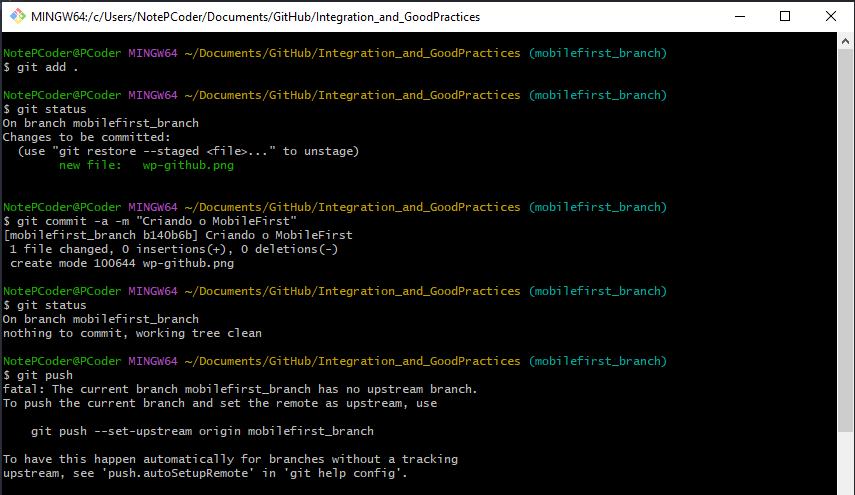 MINGW64:/c/Users/NotePCoder/Documents/GitHub/Integration_and_GoodPractices
NotePCoder@PCoder MINGW64 ~/Documents/GitHub/Integration_and_GoodPractices (mobilefirst_branch)
$ git add .
NotePCoder@PCoder MINGW64 ~/Documents/GitHub/Integration_and_GoodPractices (mobilefirst_branch)
$ git status
On branch mobilefirst_branch
Changes to be committed:
  (use "git restore --staged <file>..." to unstage)
        new file:   wp-github.png
NotePCoder@PCoder MINGW64 ~/Documents/GitHub/Integration_and_GoodPractices (mobilefirst_branch)
$ git commit -a -m "Criando o MobileFirst"
[mobilefirst_branch b140b6b] Criando o MobileFirst
 1 file changed, 0 insertions(+), 0 deletions(-)
 create mode 100644 wp-github.png
NotePCoder@PCoder MINGW64 ~/Documents/GitHub/Integration_and_GoodPractices (mobilefirst_branch)
$ git status
On branch mobilefirst_branch
nothing to commit, working tree clean
NotePCoder@PCoder MINGW64 ~/Documents/GitHub/Integration_and_GoodPractices (mobilefirst_branch)
$ git push
fatal: The current branch mobilefirst_branch has no upstream branch.
To push the current branch and set the remote as upstream, use
    git push --set-upstream origin mobilefirst_branch
To have this happen automatically for branches without a tracking
upstream, see 'push.autoSetupRemote' in 'git help config'.